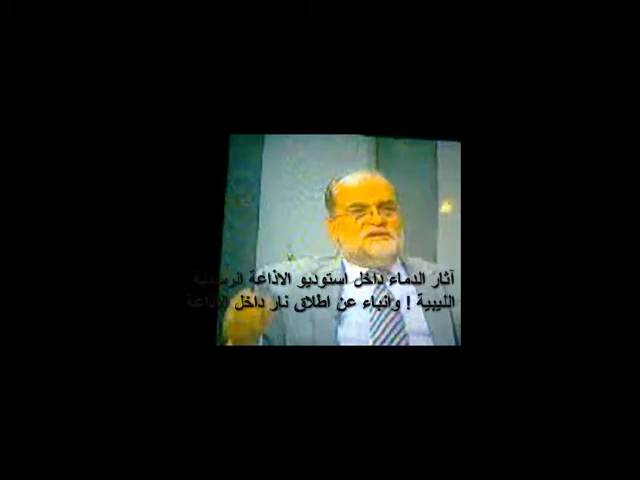 آثار الدماء داخل استوديو الاذاعة الرسمية
الليبية ! وانباء عن اطلاق نار داخل الاذاعة